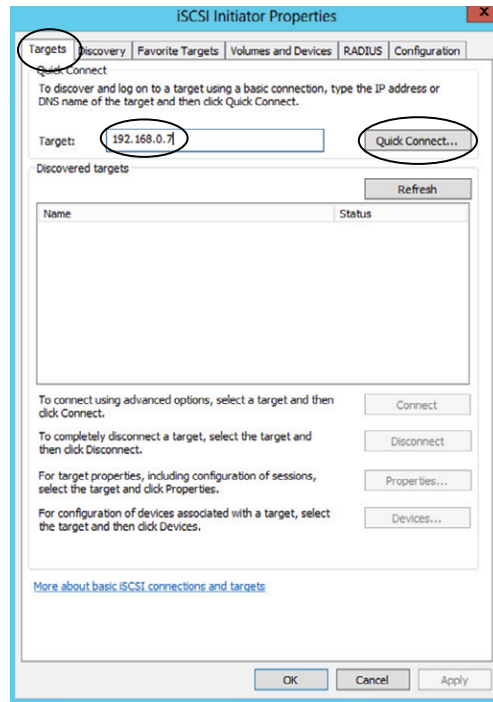 iSCSI Initiator Properties
x
Targets Discovery Favorite Targets Volumes and Devices RADIUS Configuration
Quick Connect
To discover and log on to a target using a basic connection, type the IP address or
DNS name of the target and then click Quick Connect.
Target: 192.168.0.7 Quick Connect...
Discovered targets
Refresh
Name Status
To connect using advanced options, select a target and then
click Connect.
Connect
To completely disconnect a target, select the target and
then click Disconnect.
Disconnect
For target properties, including configuration of sessions,
select the target and click Properties.
Properties...
For configuration of devices associated with a target, select
the target and then click Devices.
Devices...
More about basic iSCSI connections and targets
OK Cancel Apply